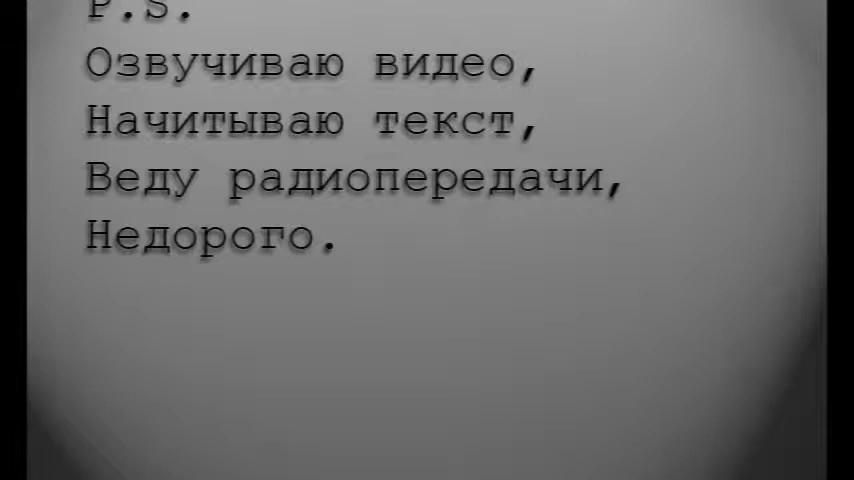 P.S.
Озвучиваю видео,
Начитываю текст,
Веду радиопередачи,
Недорого.